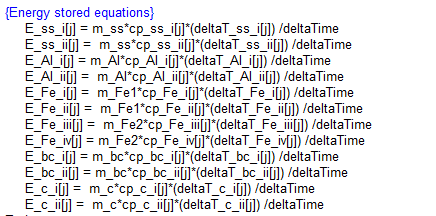 {Energy stored equations}
E_ss_i[j] = m_ss*cp_ss_i[j]*(deltaT_ss_i[j]) /deltaTime
E_ss_ii[j] = m_ss*cp_ss_ii[j]*(deltaT_ss_ii[j]) /deltaTime
E_Al_i[j] = m_Al*cp_Al_i[j]*(deltaT_Al_i[j]) /deltaTime
E_Al_ii[j] = m_Al*cp_Al_ii[j]*(deltaT_Al_ii[j]) /deltaTime
E_Fe_i[j] = m_Fe1*cp_Fe_i[j]*(deltaT_Fe_i[j]) /deltaTime
E_Fe_ii[j] = m_Fe1*cp_Fe_ii[j]*(deltaT_Fe_ii[j]) /deltaTime
E_Fe_iii[j] = m_Fe2*cp_Fe_iii[j]*(deltaT_Fe_iii[j]) /deltaTime
E_Fe_iv[j] = m_Fe2*cp_Fe_iv[j]*(deltaT_Fe_iv[j]) /deltaTime
E_bc_i[j] = m_bc*cp_bc_i[j]*(deltaT_bc_i[j]) /deltaTime
E_bc_ii[j] = m_bc*cp_bc_ii[j]*(deltaT_bc_ii[j]) /deltaTime
E_c_i[j] = m_c*cp_c_i[j]*(deltaT_c_i[j]) /deltaTime
E_c_ii[j] = m_c*cp_c_ii[j]*(deltaT_c_ii[j]) /deltaTime